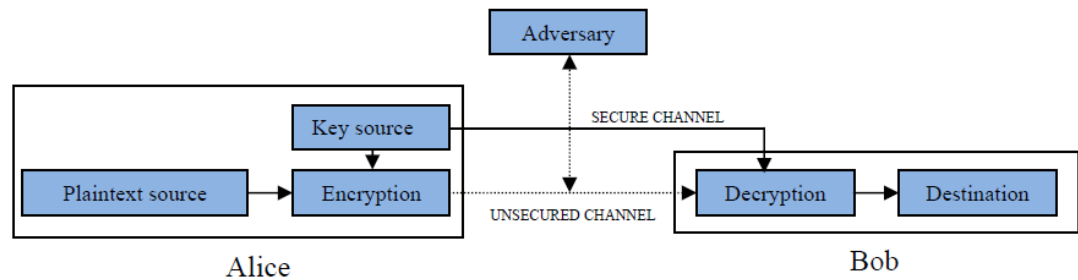 Adversary
Key source
SECURE CHANNEL
Plaintext source
Encryption
UNSECURED CHANNEL
Decryption
Destination
Alice
Bob